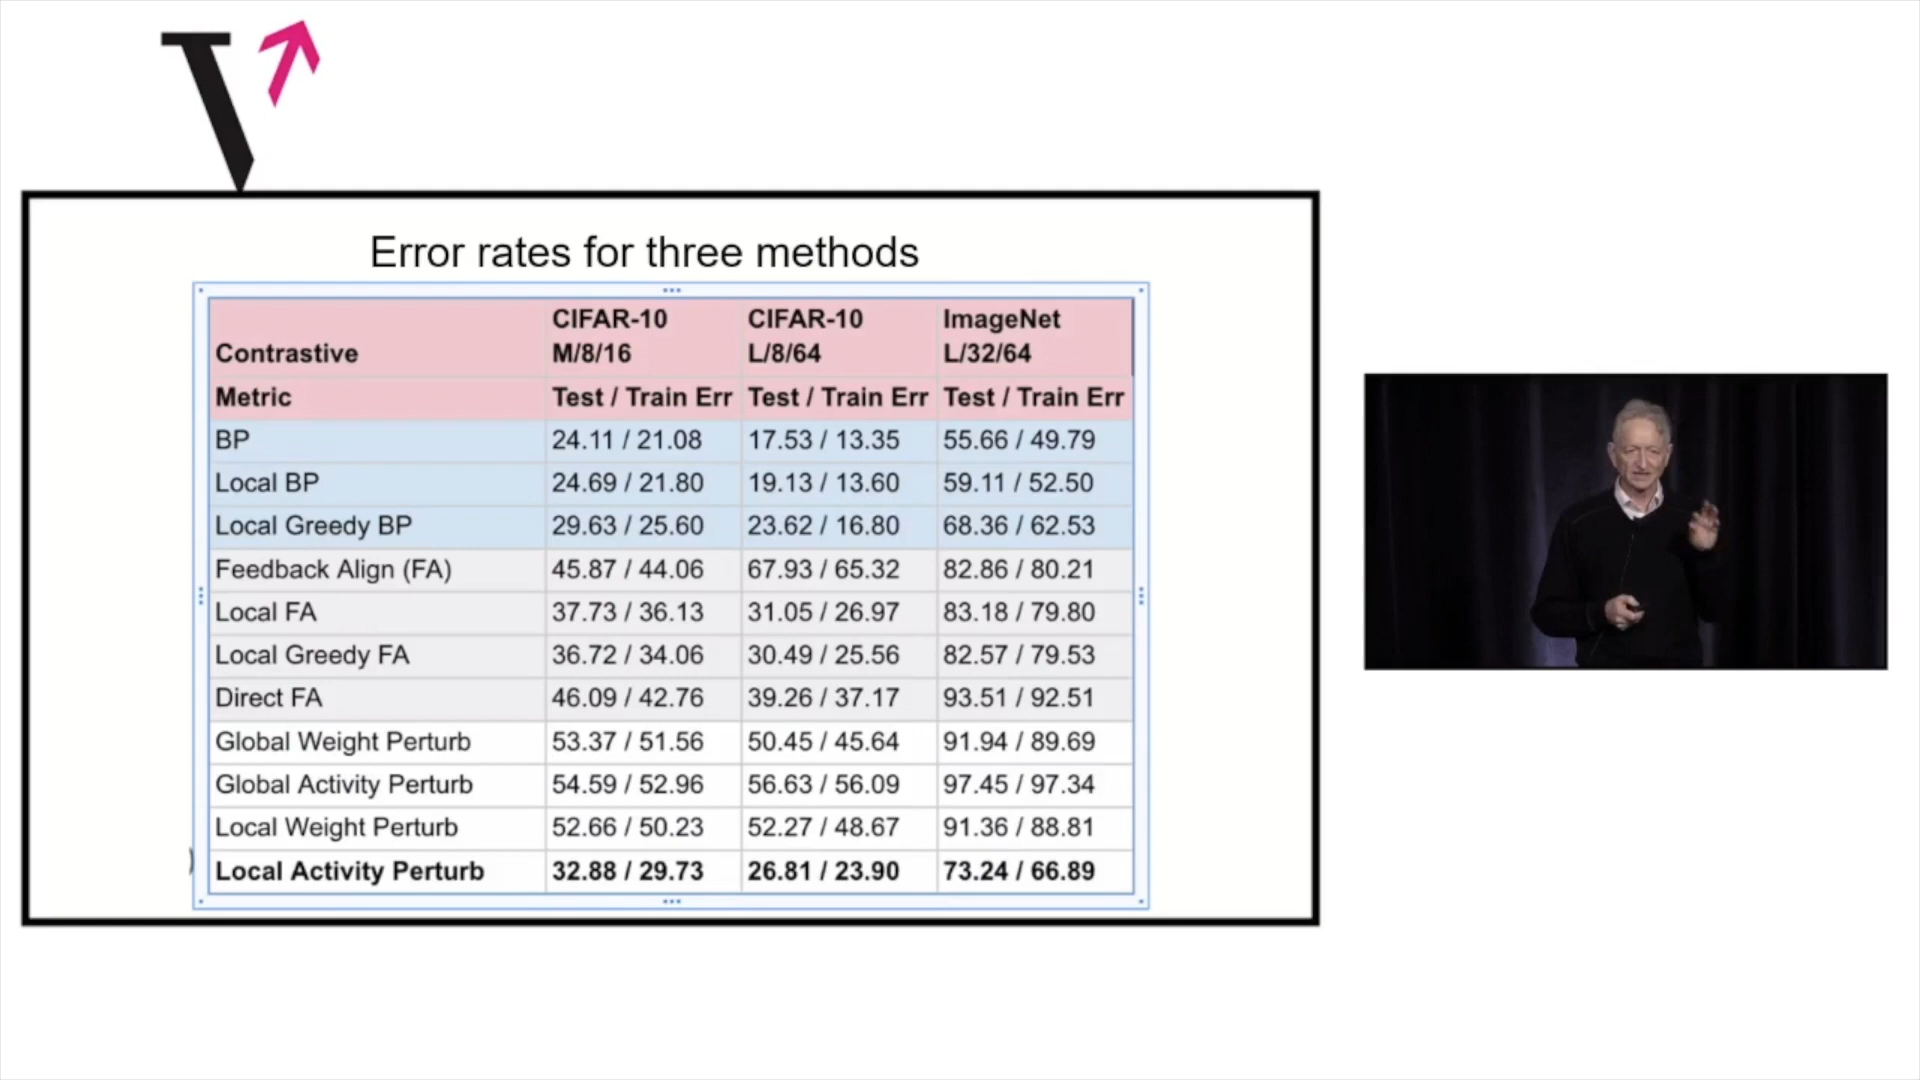 V
Error rates for three methods
Contrastive CIFAR-10 M/8/16 CIFAR-10 L/8/64 ImageNet L/32/64
Metric Test / Train Err Test / Train Err Test / Train Err
BP 24.11 / 21.08 17.53 / 13.35 55.66 / 49.79
Local BP 24.69 / 21.80 19.13 / 13.60 59.11 / 52.50
Local Greedy BP 29.63 / 25.60 23.62 / 16.80 68.36 / 62.53
Feedback Align (FA) 45.87 / 44.06 67.93 / 65.32 82.86 / 80.21
Local FA 37.73 / 36.13 31.05 / 26.97 83.18 / 79.80
Local Greedy FA 36.72 / 34.06 30.49 / 25.56 82.57 / 79.53
Direct FA 46.09 / 42.76 39.26 / 37.17 93.51 / 92.51
Global Weight Perturb 53.37 / 51.56 50.45 / 45.64 91.94 / 89.69
Global Activity Perturb 54.59 / 52.96 56.63 / 56.09 97.45 / 97.34
Local Weight Perturb 52.66 / 50.23 52.27 / 48.67 91.36 / 88.81
Local Activity Perturb 32.88 / 29.73 26.81 / 23.90 73.24 / 66.89